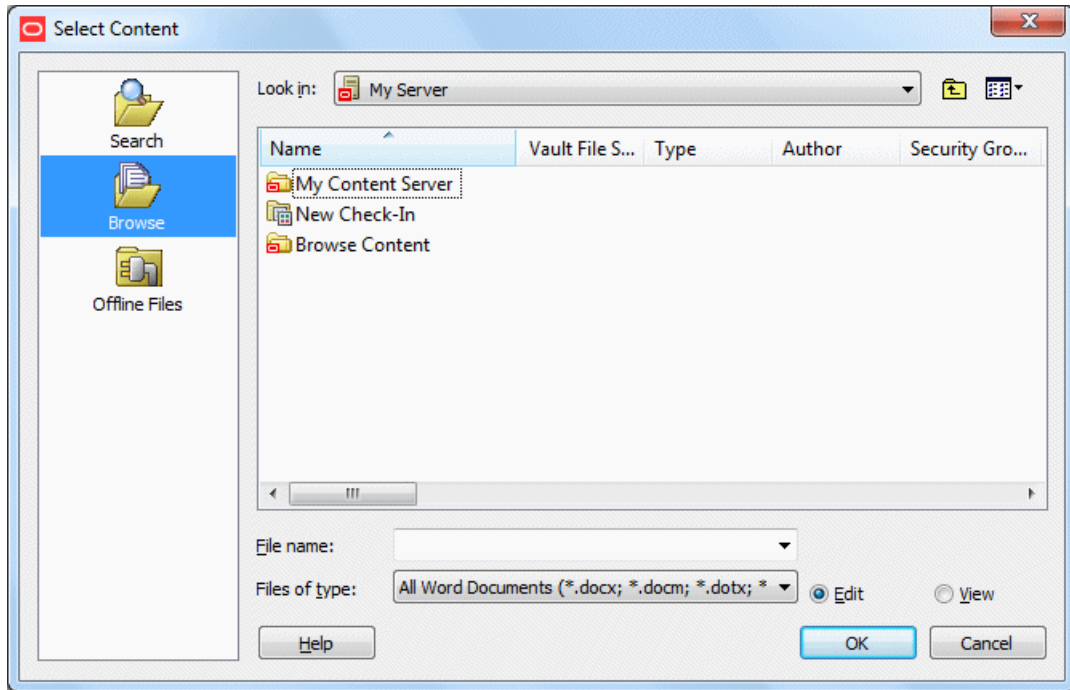 Select Content
Search
Browse
Offline Files
Look in: My Server
Name Vault File S... Type Author Security Gro...
My Content Server
New Check-In
Browse Content
File name:
Files of type: All Word Documents (*.docx; *.docm; *.dotx; * Edit View
Help OK Cancel